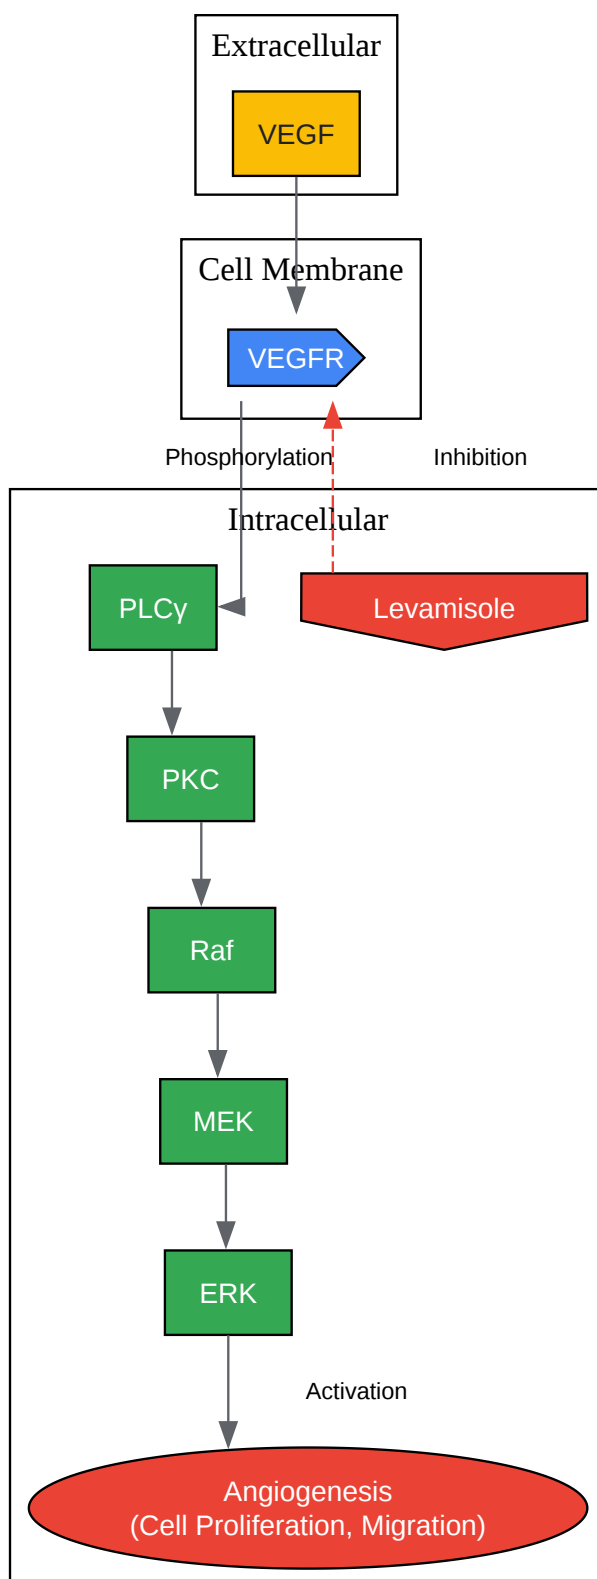 Extracellular
VEGF
Cell Membrane
VEGFR
Phosphorylation
Inhibition
Intracellular
PLCγ
Levamisole
PKC
Raf
MEK
ERK
Activation
Angiogenesis
(Cell Proliferation, Migration)